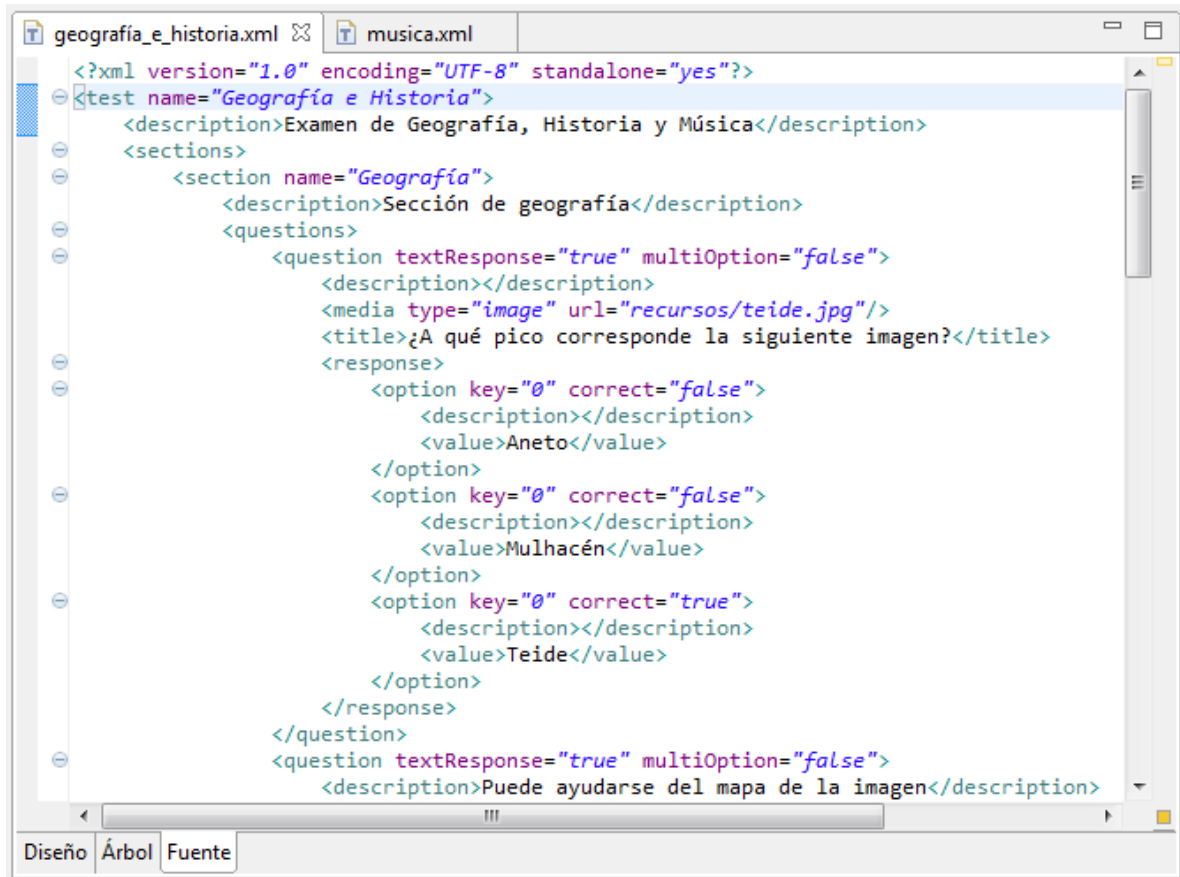 geografía_e_historia.xml musica.xml
<?xml version="1.0" encoding="UTF-8" standalone="yes"?>
<test name="Geografía e Historia">
<description>Examen de Geografía, Historia y Música</description>
<sections>
<section name="Geografía">
<description>Sección de geografía</description>
<questions>
<question textResponse="true" multiOption="false">
<description></description>
<media type="image" url="recursos/teide.jpg"/>
<title>¿A qué pico corresponde la siguiente imagen?</title>
<response>
<option key="0" correct="false">
<description></description>
<value>Aneto</value>
</option>
<option key="0" correct="false">
<description></description>
<value>Mulhacén</value>
</option>
<option key="0" correct="true">
<description></description>
<value>Teide</value>
</option>
</response>
</question>
<question textResponse="true" multiOption="false">
<description>Puede ayudarse del mapa de la imagen</description>
Diseño Árbol Fuente